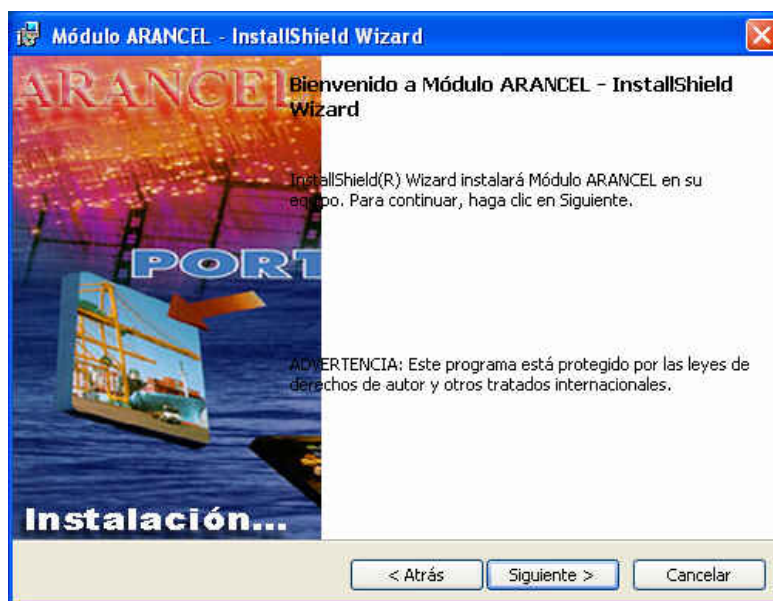 Módulo ARANCEL - InstallShield Wizard
ARANCEL
Bienvenido a Módulo ARANCEL - InstallShield
Wizard
InstallShield(R) Wizard instalará Módulo ARANCEL en su
equipo. Para continuar, haga clic en Siguiente.
PORT
ADVERTENCIA: Este programa está protegido por las leyes de
derechos de autor y otros tratados internacionales.
Instalación...
< Atrás
Siguiente >
Cancelar